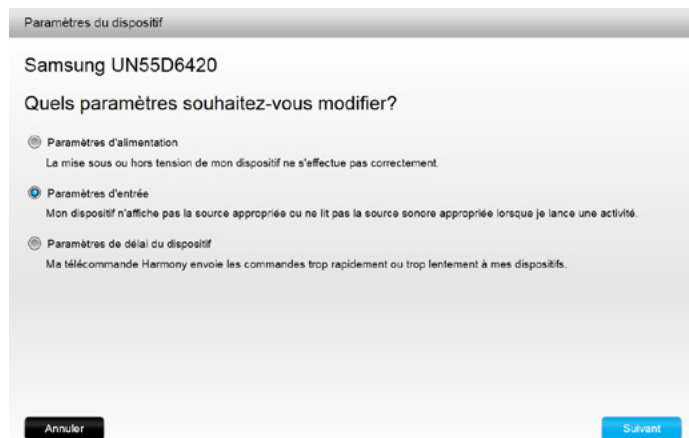 Paramètres du dispositif
Samsung UN55D6420
Quels paramètres souhaitez-vous modifier?
Paramètres d'alimentation
La mise sous ou hors tension de mon dispositif ne s'effectue pas correctement.
Paramètres d'entrée
Mon dispositif n'affiche pas la source appropriée ou ne lit pas la source sonore appropriée lorsque je lance une activité.
Paramètres de délai du dispositif
Ma télécommande Harmony envoie les commandes trop rapidement ou trop lentement à mes dispositifs.
Annuler
Suivant